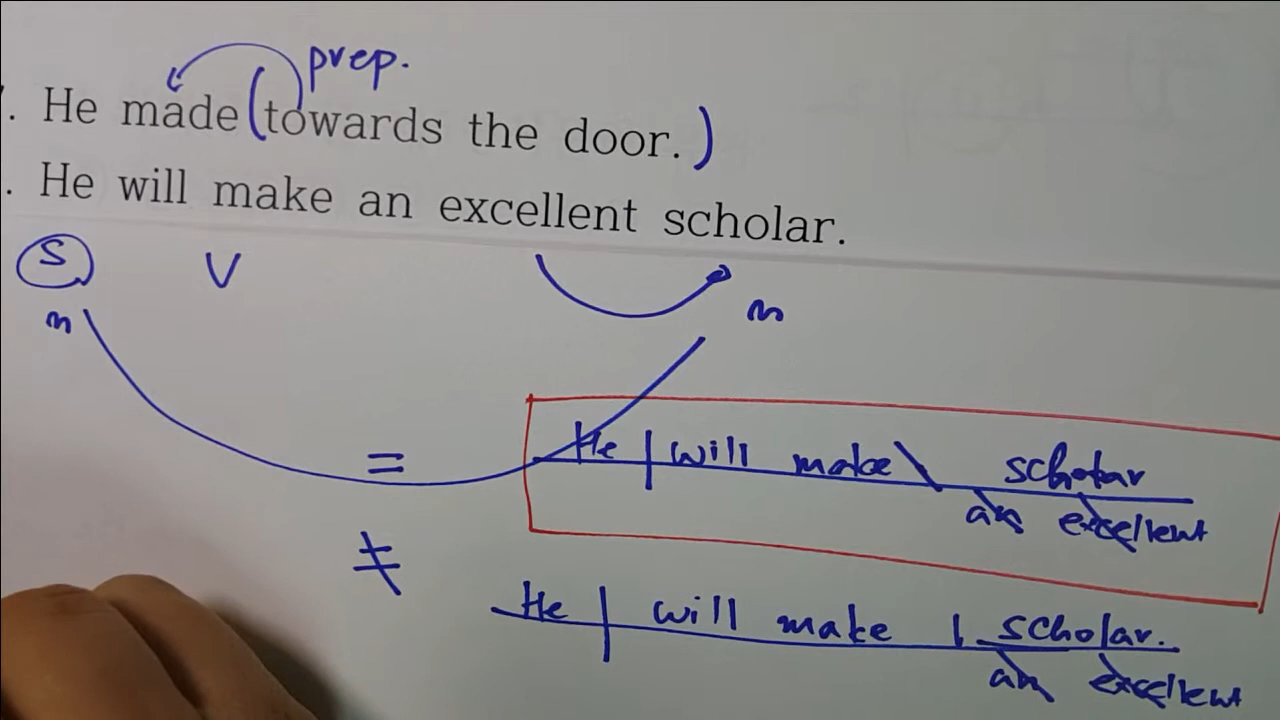 prep.
. He made (towards the door.)
. He will make an excellent scholar.
S V
n n
=
He | will make \ scholar
an excellent
≠
He | will make | scholar.
an excellent